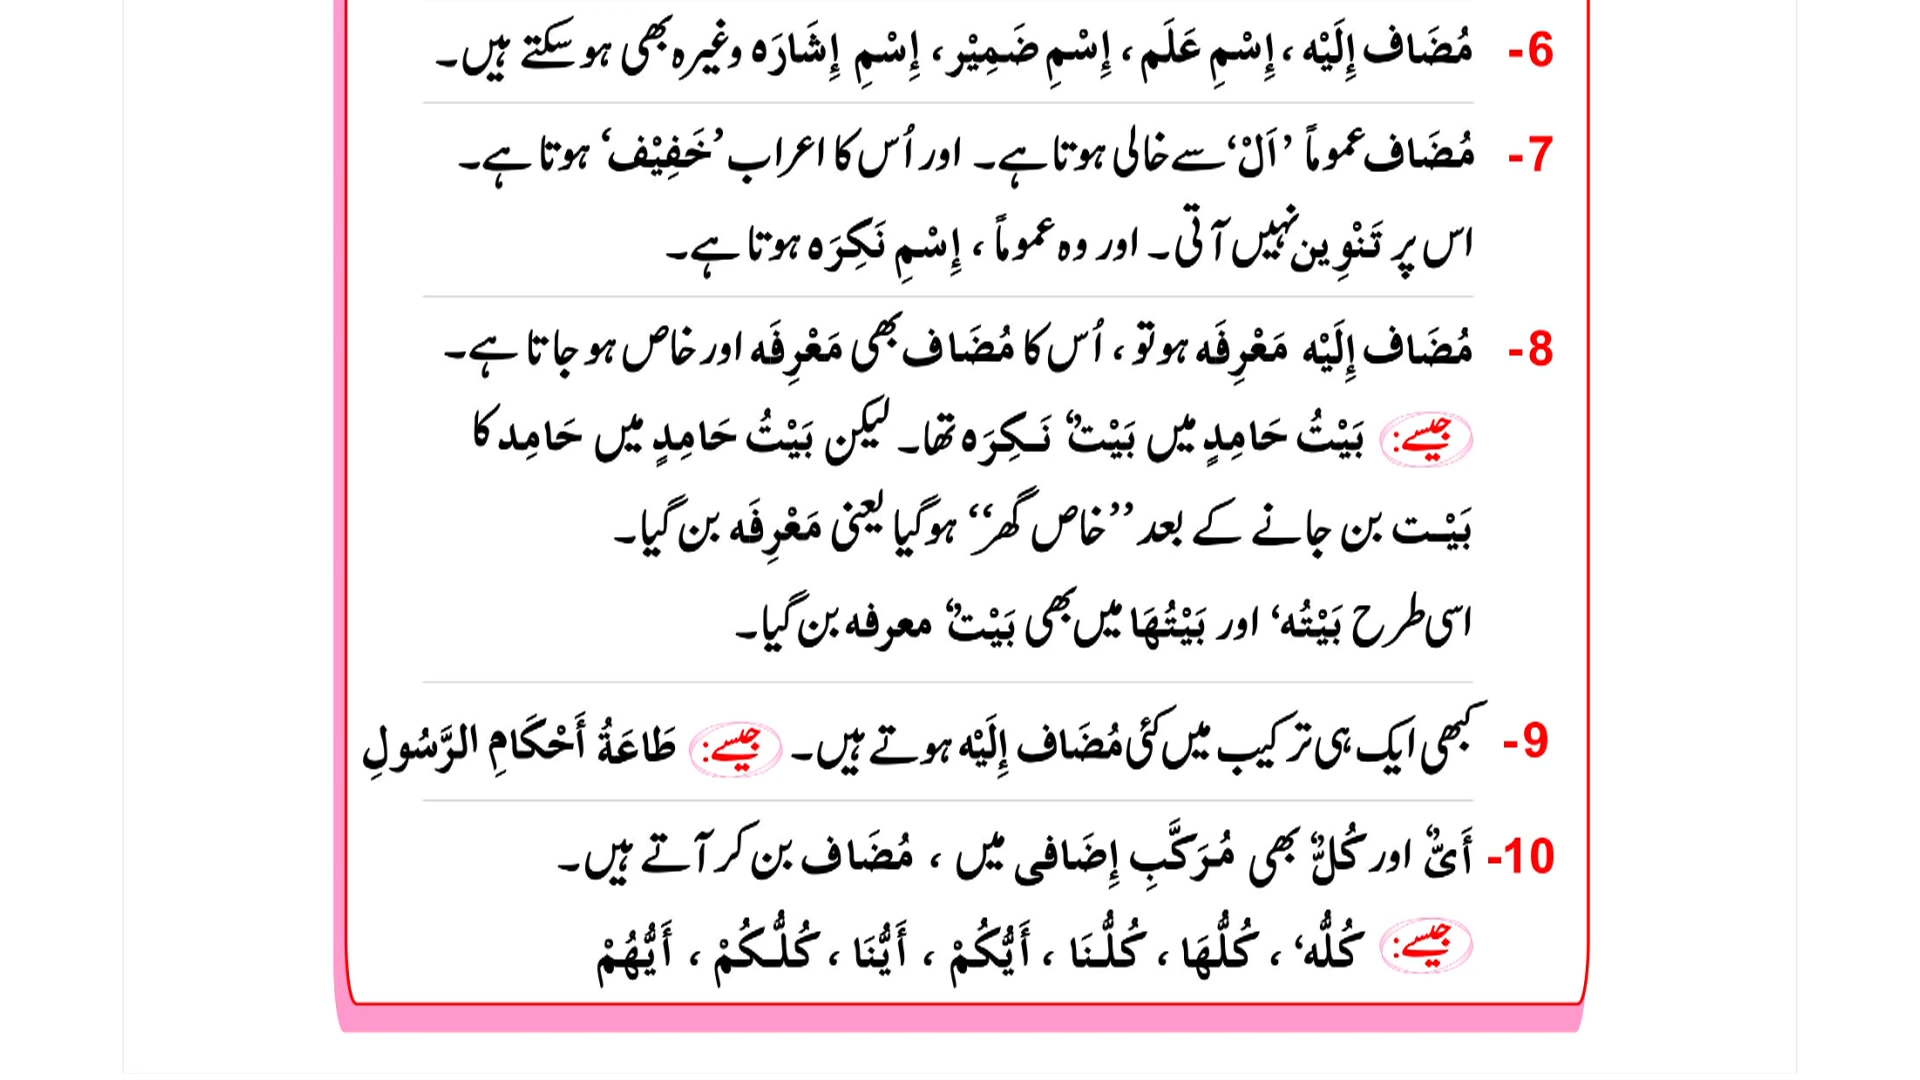 6- مُضَاف إِلَيْه ، إِسْمِ عَلَم ، إِسْمِ ضَمِيْر ، إِسْمِ إِشَارَه وغیرہ بھی ہو سکتے ہیں۔
7- مُضَاف عموماً ’اَلْ‘ سے خالی ہوتا ہے۔ اور اُس کا اعراب ’خَفِيْف‘ ہوتا ہے۔
اس پر تَنْوِین نہیں آتی۔ اور وہ عموماً ، إِسْمِ نَكِرَه ہوتا ہے۔
8- مُضَاف إِلَيْه مَعْرِفَه ہو تو ، اُس کا مُضَاف بھی مَعْرِفَه اور خاص ہو جاتا ہے۔
جیسے: بَيْتُ حَامِدٍ میں بَيْتٌ نَكِرَه تھا۔ لیکن بَيْتُ حَامِدٍ میں حَامِد کا
بَيْت بن جانے کے بعد ’’خاص گھر‘‘ ہو گیا یعنی مَعْرِفَه بن گیا۔
اسی طرح بَيْتُه‘ اور بَيْتُهَا میں بھی بَيْتٌ معرفہ بن گیا۔
9- کبھی ایک ہی ترکیب میں کئی مُضَاف إِلَيْه ہوتے ہیں۔ جیسے: طَاعَةُ أَحْكَامِ الرَّسُولِ
10- أَىٌّ اور كُلٌّ بھی مُرَكَّبِ إِضَافی میں ، مُضَاف بن کر آتے ہیں۔
جیسے: كُلُّه‘ ، كُلُّهَا ، كُلُّنَا ، أَيُّكُمْ ، أَيُّنَا ، كُلُّكُمْ ، أَيُّهُمْ